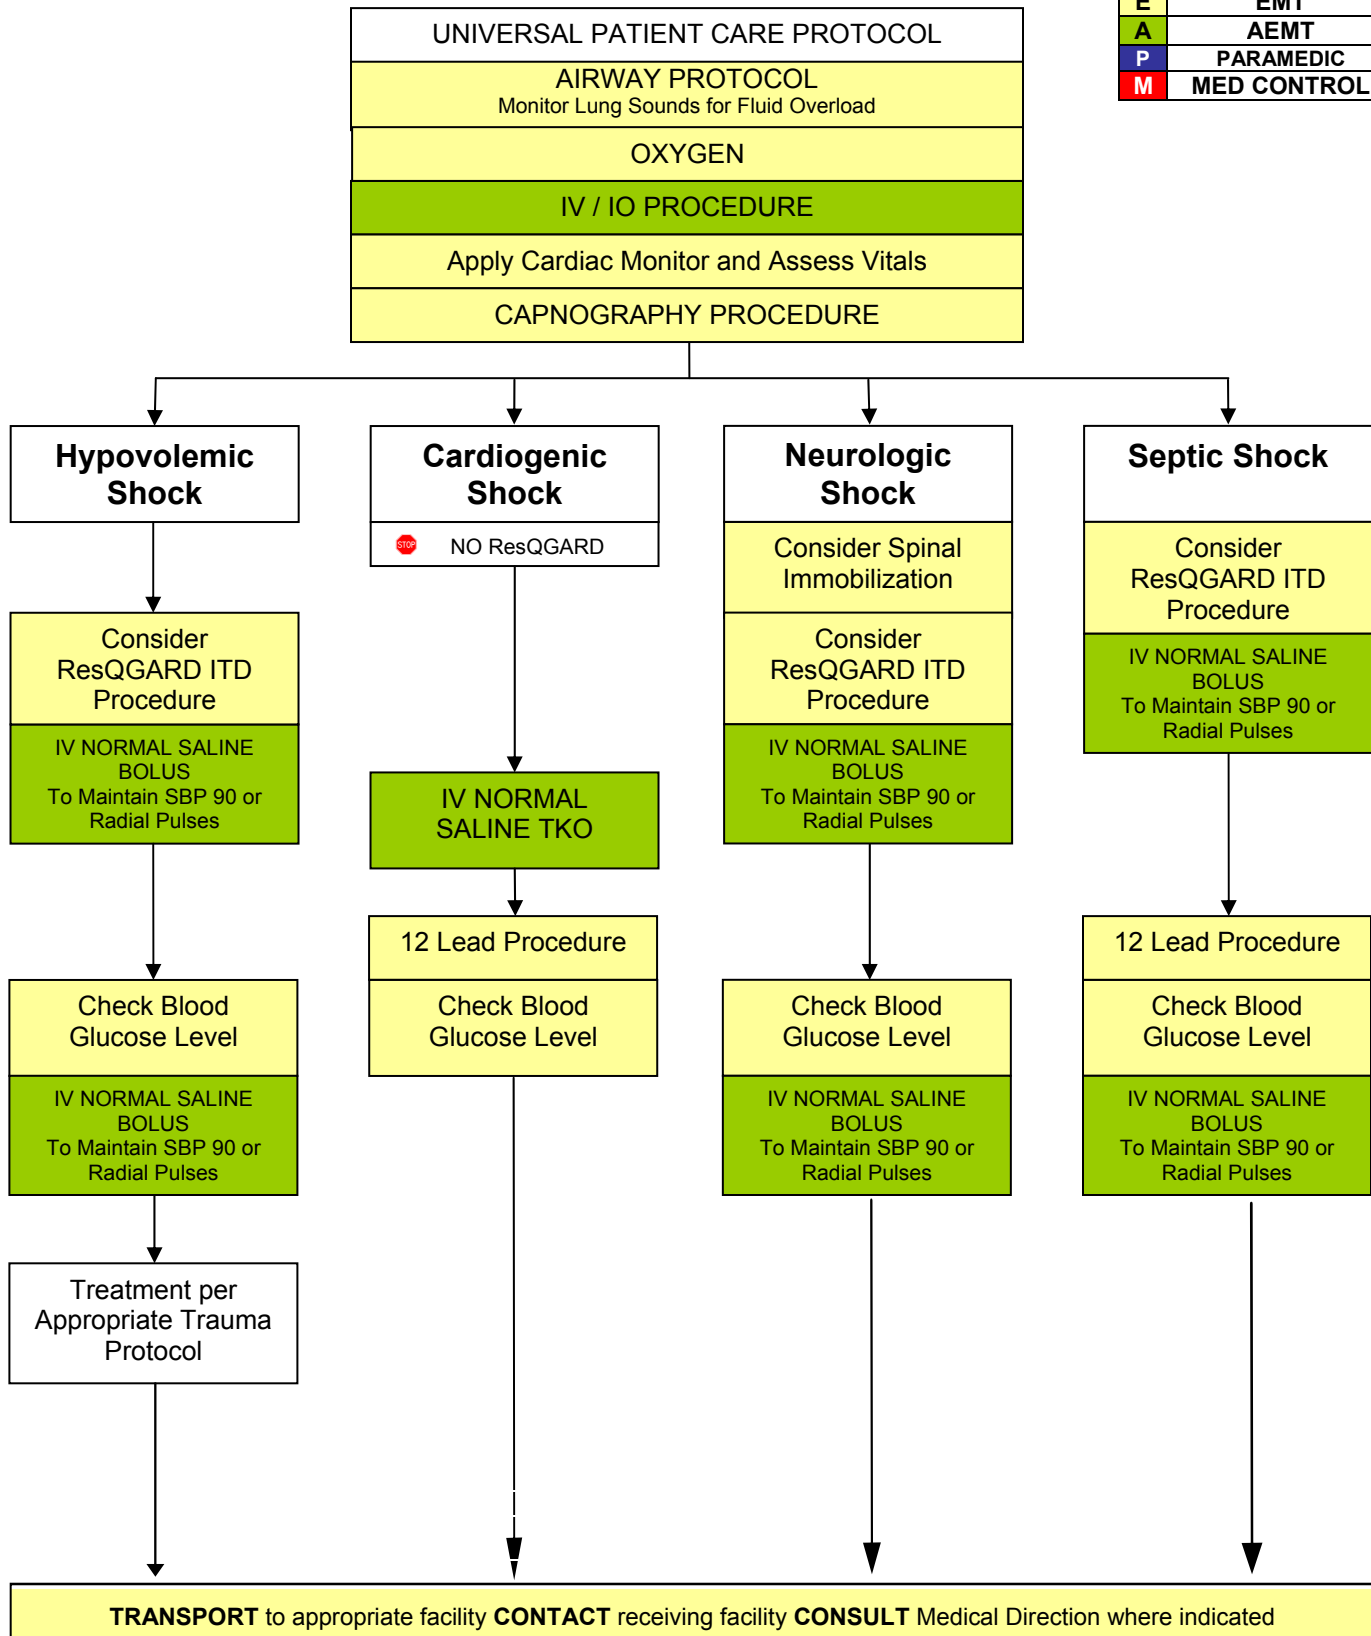 E EMT
A AEMT
P PARAMEDIC
M MED CONTROL
UNIVERSAL PATIENT CARE PROTOCOL
AIRWAY PROTOCOL
Monitor Lung Sounds for Fluid Overload
OXYGEN
IV / IO PROCEDURE
Apply Cardiac Monitor and Assess Vitals
CAPNOGRAPHY PROCEDURE
Hypovolemic
Shock
Consider
ResQGARD ITD
Procedure
IV NORMAL SALINE
BOLUS
To Maintain SBP 90 or
Radial Pulses
Check Blood
Glucose Level
IV NORMAL SALINE
BOLUS
To Maintain SBP 90 or
Radial Pulses
Treatment per
Appropriate Trauma
Protocol
Cardiogenic
Shock
STOP NO ResQGARD
IV NORMAL
SALINE TKO
12 Lead Procedure
Check Blood
Glucose Level
Neurologic
Shock
Consider Spinal
Immobilization
Consider
ResQGARD ITD
Procedure
IV NORMAL SALINE
BOLUS
To Maintain SBP 90 or
Radial Pulses
Check Blood
Glucose Level
IV NORMAL SALINE
BOLUS
To Maintain SBP 90 or
Radial Pulses
Septic Shock
Consider
ResQGARD ITD
Procedure
IV NORMAL SALINE
BOLUS
To Maintain SBP 90 or
Radial Pulses
12 Lead Procedure
Check Blood
Glucose Level
IV NORMAL SALINE
BOLUS
To Maintain SBP 90 or
Radial Pulses
TRANSPORT to appropriate facility CONTACT receiving facility CONSULT Medical Direction where indicated